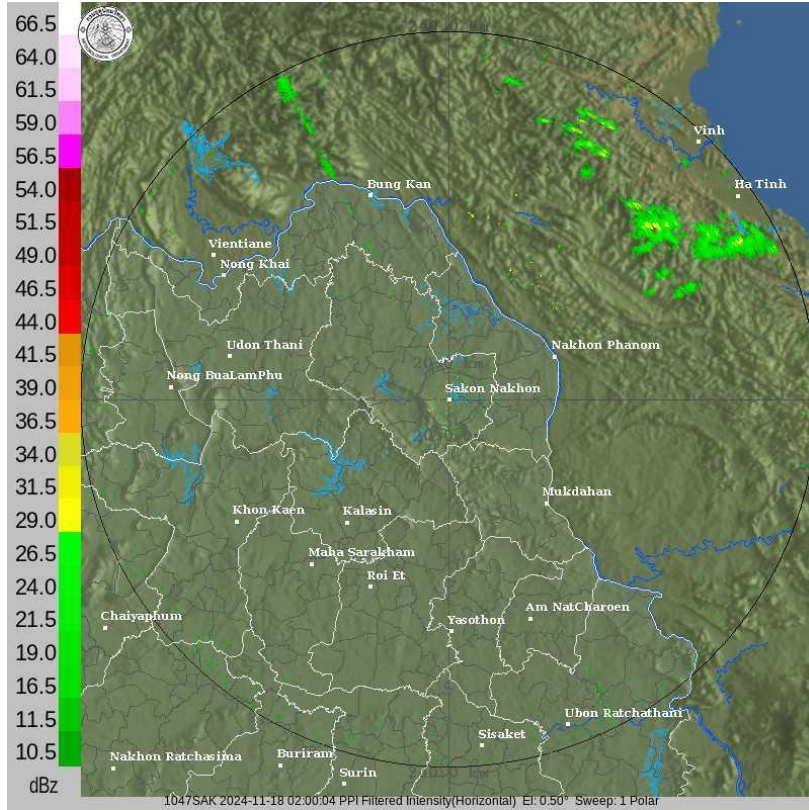 66.5
64.0
61.5
59.0
56.5
54.0
51.5
49.0
46.5
44.0
41.5
39.0
36.5
34.0
31.5
29.0
26.5
24.0
21.5
19.0
16.5
11.5
10.5
dBz
Vinh
Bung Kan
Ha Tinh
Vientiane
Nong Khai
Udon Thani
Nakhon Phanom
Nong BuaLamPhu
Sakon Nakhon
Mukdahan
Khon Kaen
Kalasin
Maha Sarakham
Roi Et
Chaiyaphum
Yasothon
Am NatCharoen
Ubon Ratchathani
Sisaket
Nakhon Ratchasima
Buriram
Surin
1047SAK 2024-11-18 02:00:04 PPI Filtered Intensity(Horizontal) El: 0.50° Sweep: 1 Polar